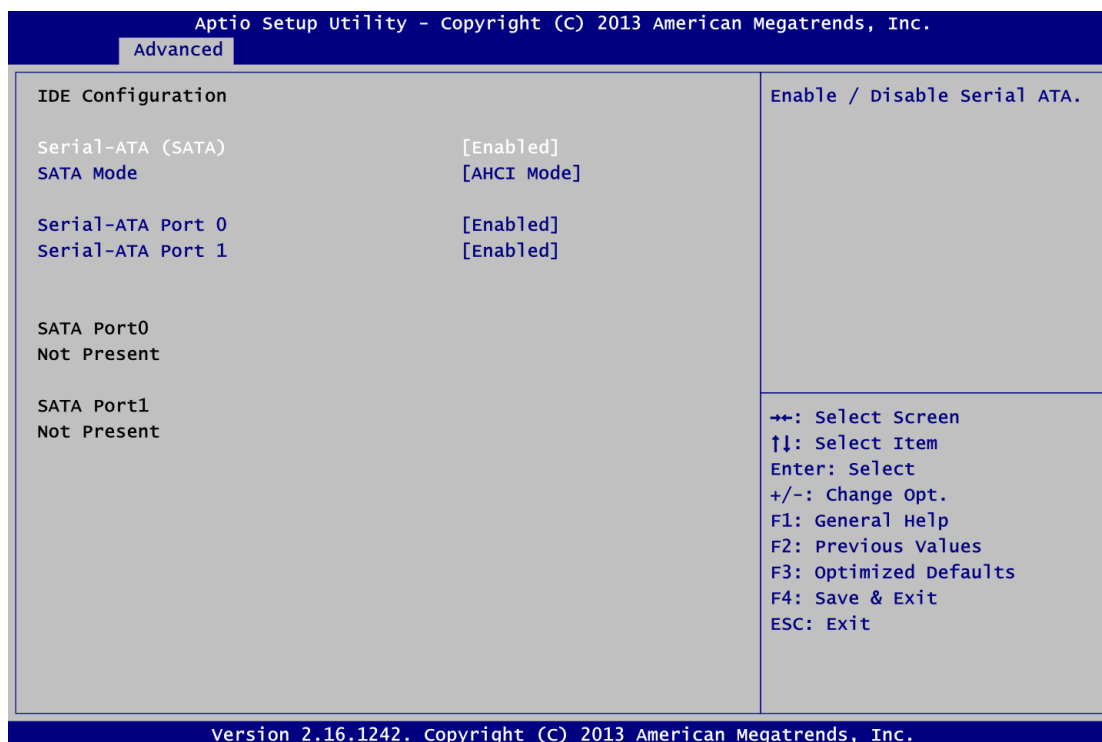 Aptio Setup Utility - Copyright (C) 2013 American Megatrends, Inc.
Advanced
IDE Configuration
Serial-ATA (SATA) [Enabled]
SATA Mode [AHCI Mode]
Serial-ATA Port 0 [Enabled]
Serial-ATA Port 1 [Enabled]
SATA Port0
Not Present
SATA Port1
Not Present
Enable / Disable Serial ATA.
→←: Select Screen
↑↓: Select Item
Enter: Select
+/-: Change Opt.
F1: General Help
F2: Previous Values
F3: Optimized Defaults
F4: Save & Exit
ESC: Exit
Version 2.16.1242. Copyright (C) 2013 American Megatrends, Inc.